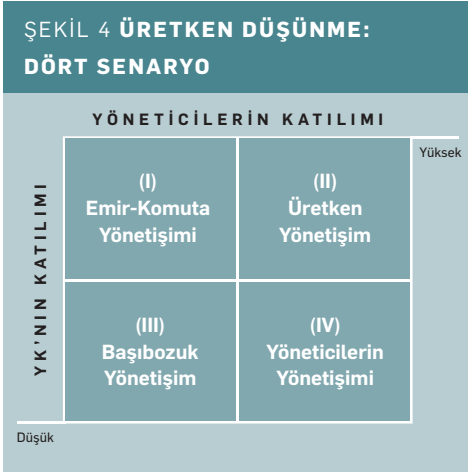 ŞEKİL 4 ÜRETKEN DÜŞÜNME:
DÖRT SENARYO
YÖNETİCİLERİN KATILIMI
Yüksek
YK'NIN KATILIMI
(I)
Emir-Komuta
Yönetişimi
(II)
Üretken
Yönetişim
(III)
Başıbozuk
Yönetişim
(IV)
Yöneticilerin
Yönetişimi
Düşük